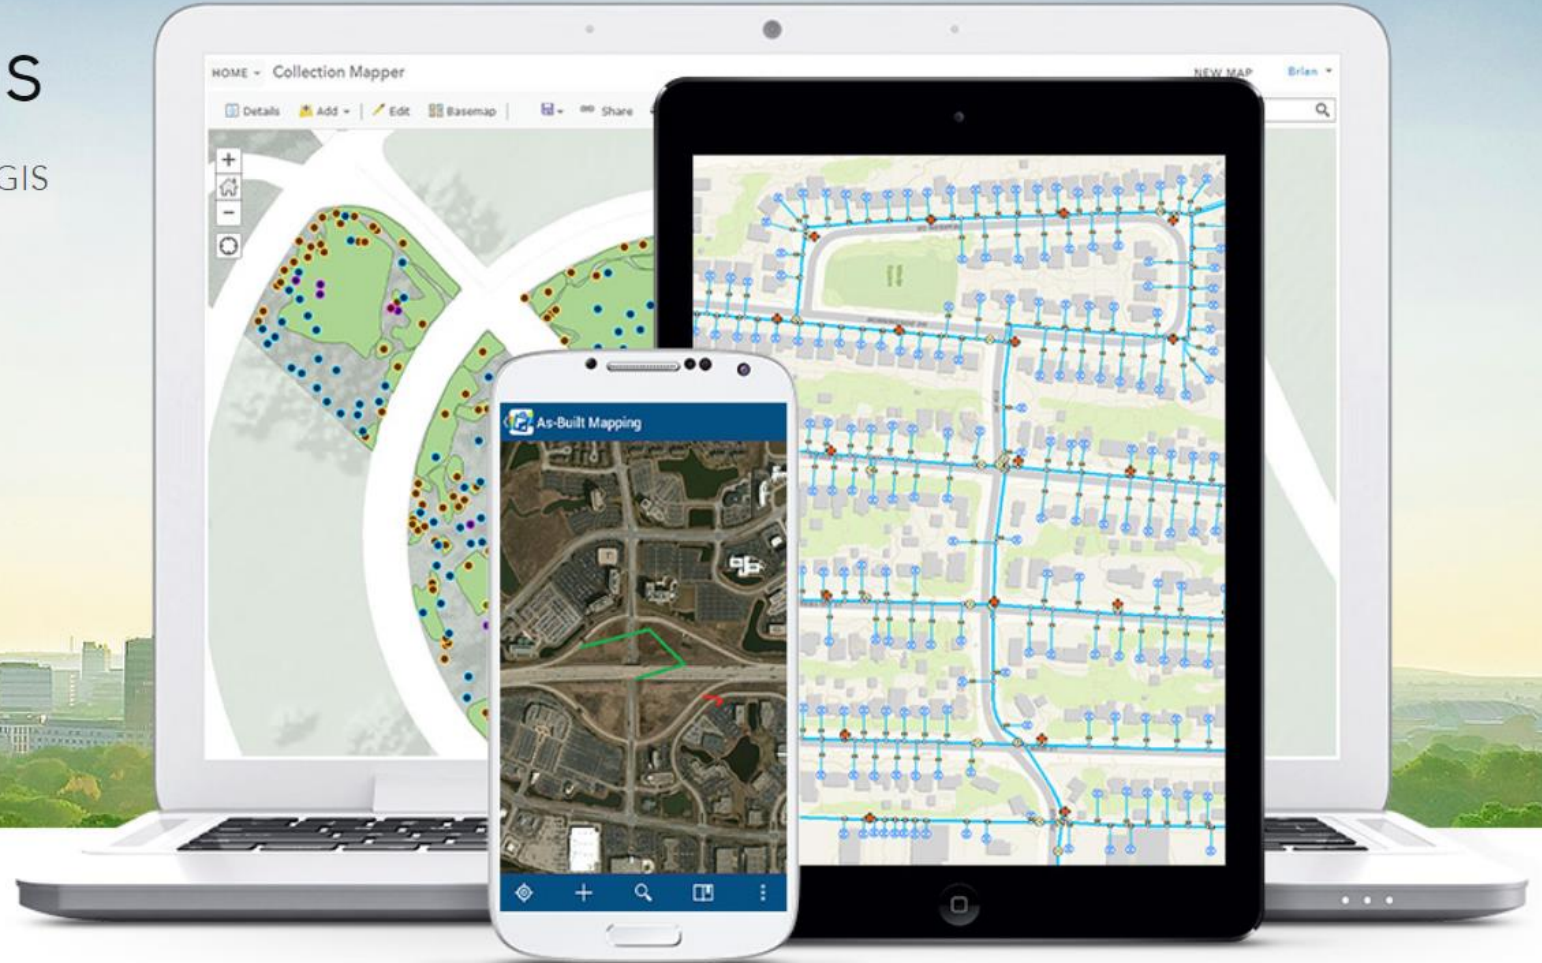 s
GIS
HOME Collection Mapper
NEW MAP Brian
Details Add Edit Basemap Share
As-Built Mapping